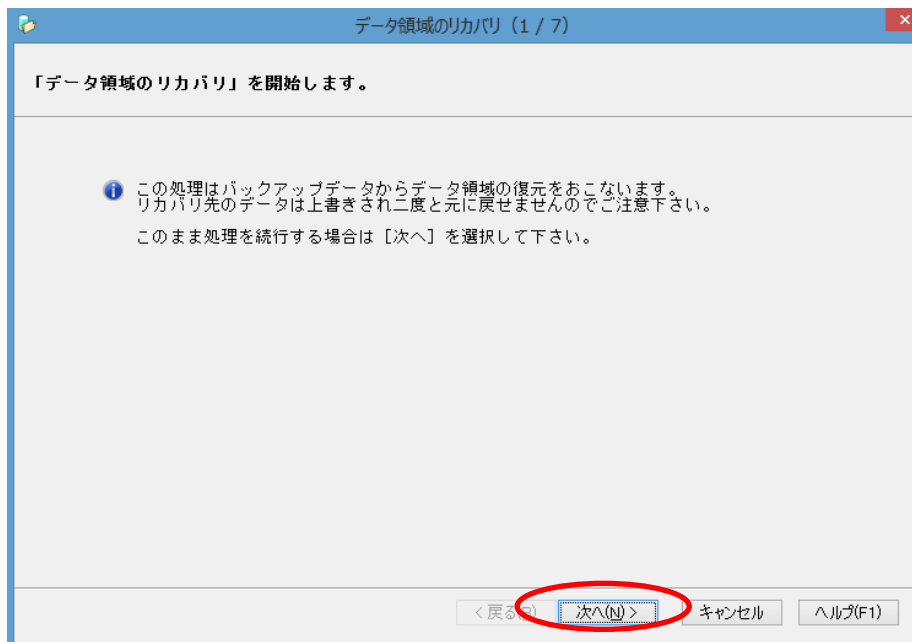 データ領域のリカバリ（1 / 7）
「データ領域のリカバリ」を開始します。
この処理はバックアップデータからデータ領域の復元をおこないます。
リカバリ先のデータは上書きされ二度と元に戻せませんのでご注意下さい。
このまま処理を続行する場合は［次へ］を選択して下さい。
< 戻る(B) 次へ(N) > キャンセル ヘルプ(F1)